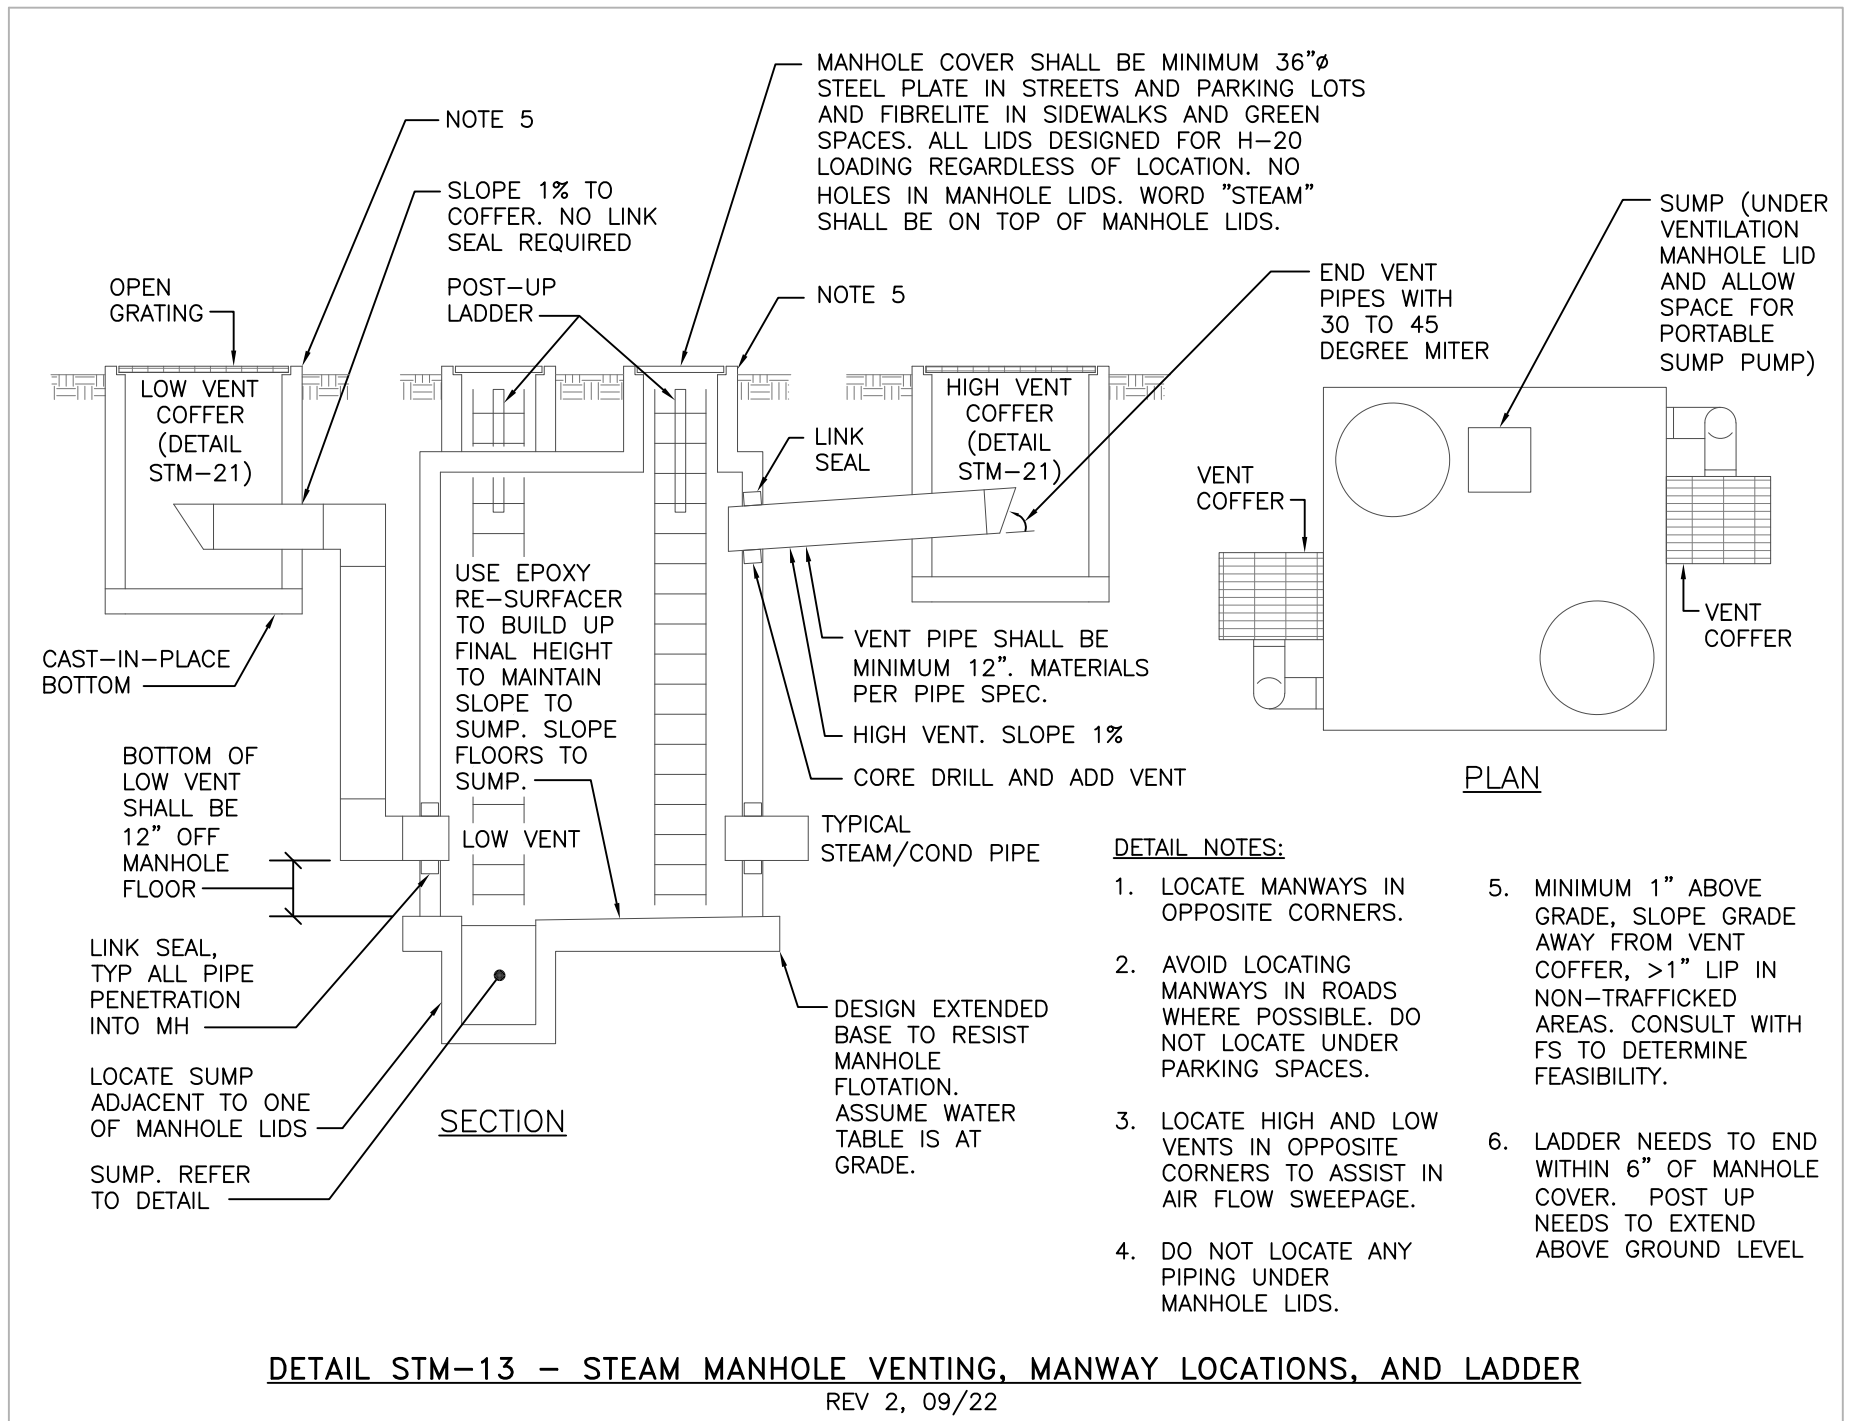 MANHOLE COVER SHALL BE MINIMUM 36"ø
STEEL PLATE IN STREETS AND PARKING LOTS
AND FIBRELITE IN SIDEWALKS AND GREEN
SPACES. ALL LIDS DESIGNED FOR H-20
LOADING REGARDLESS OF LOCATION. NO
HOLES IN MANHOLE LIDS. WORD "STEAM"
SHALL BE ON TOP OF MANHOLE LIDS.
NOTE 5
SLOPE 1% TO
COFFER. NO LINK
SEAL REQUIRED
OPEN
GRATING
POST-UP
LADDER
NOTE 5
END VENT
PIPES WITH
30 TO 45
DEGREE MITER
SUMP (UNDER
VENTILATION
MANHOLE LID
AND ALLOW
SPACE FOR
PORTABLE
SUMP PUMP)
LOW VENT
COFFER
(DETAIL
STM-21)
HIGH VENT
COFFER
(DETAIL
STM-21)
LINK
SEAL
VENT
COFFER
VENT
COFFER
USE EPOXY
RE-SURFACER
TO BUILD UP
FINAL HEIGHT
TO MAINTAIN
SLOPE TO
SUMP. SLOPE
FLOORS TO
SUMP.
CAST-IN-PLACE
BOTTOM
VENT PIPE SHALL BE
MINIMUM 12". MATERIALS
PER PIPE SPEC.
HIGH VENT. SLOPE 1%
CORE DRILL AND ADD VENT
PLAN
BOTTOM OF
LOW VENT
SHALL BE
12" OFF
MANHOLE
FLOOR
LOW VENT
TYPICAL
STEAM/COND PIPE
LINK SEAL,
TYP ALL PIPE
PENETRATION
INTO MH
DESIGN EXTENDED
BASE TO RESIST
MANHOLE
FLOTATION.
ASSUME WATER
TABLE IS AT
GRADE.
LOCATE SUMP
ADJACENT TO ONE
OF MANHOLE LIDS
SUMP. REFER
TO DETAIL
SECTION
DETAIL NOTES:
1. LOCATE MANWAYS IN
OPPOSITE CORNERS.
2. AVOID LOCATING
MANWAYS IN ROADS
WHERE POSSIBLE. DO
NOT LOCATE UNDER
PARKING SPACES.
3. LOCATE HIGH AND LOW
VENTS IN OPPOSITE
CORNERS TO ASSIST IN
AIR FLOW SWEEPAGE.
4. DO NOT LOCATE ANY
PIPING UNDER
MANHOLE LIDS.
5. MINIMUM 1" ABOVE
GRADE, SLOPE GRADE
AWAY FROM VENT
COFFER, >1" LIP IN
NON-TRAFFICKED
AREAS. CONSULT WITH
FS TO DETERMINE
FEASIBILITY.
6. LADDER NEEDS TO END
WITHIN 6" OF MANHOLE
COVER. POST UP
NEEDS TO EXTEND
ABOVE GROUND LEVEL
DETAIL STM-13 - STEAM MANHOLE VENTING, MANWAY LOCATIONS, AND LADDER
REV 2, 09/22